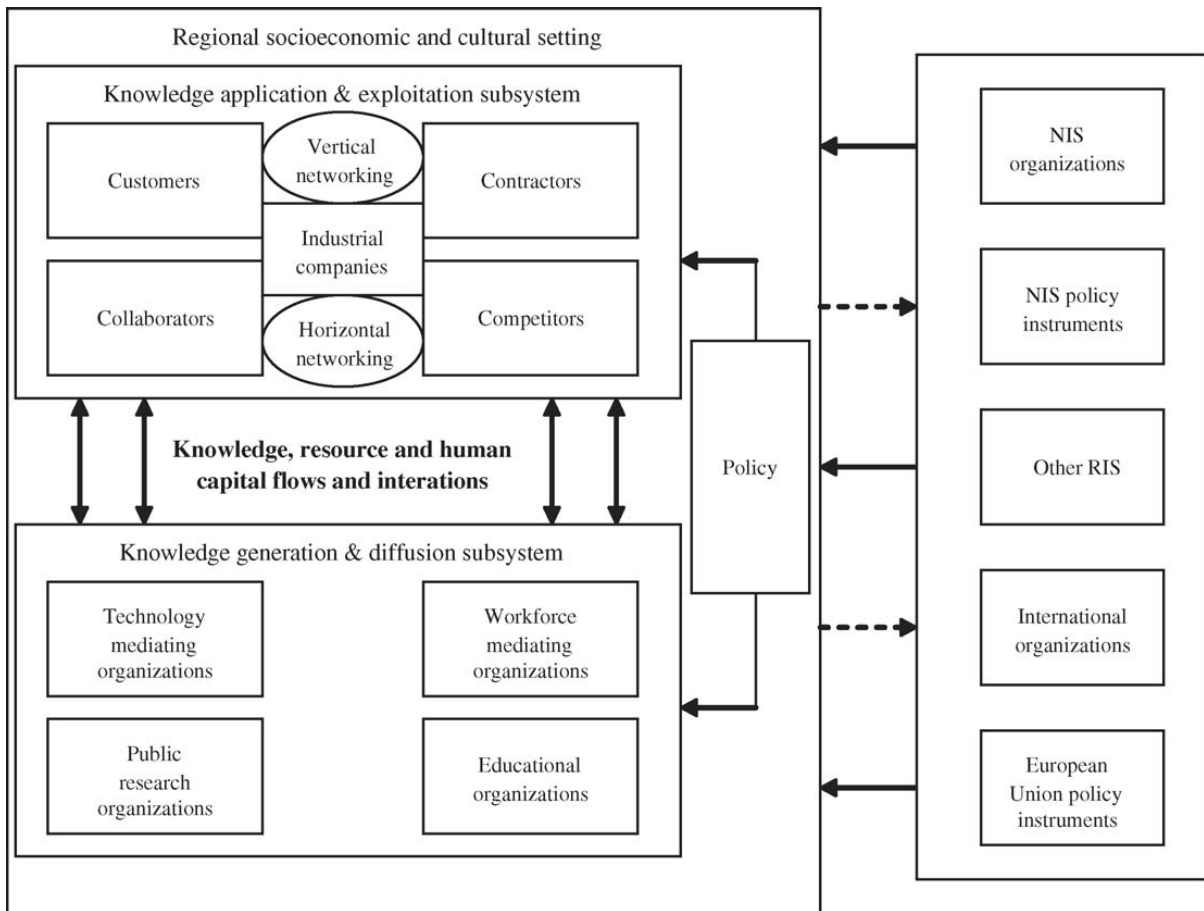 Regional socioeconomic and cultural setting
Knowledge application & exploitation subsystem
Customers
Vertical
networking
Contractors
Industrial
companies
Collaborators
Horizontal
networking
Competitors
Knowledge, resource and human
capital flows and interations
Policy
Knowledge generation & diffusion subsystem
Technology
mediating
organizations
Workforce
mediating
organizations
Public
research
organizations
Educational
organizations
NIS
organizations
NIS policy
instruments
Other RIS
International
organizations
European
Union policy
instruments